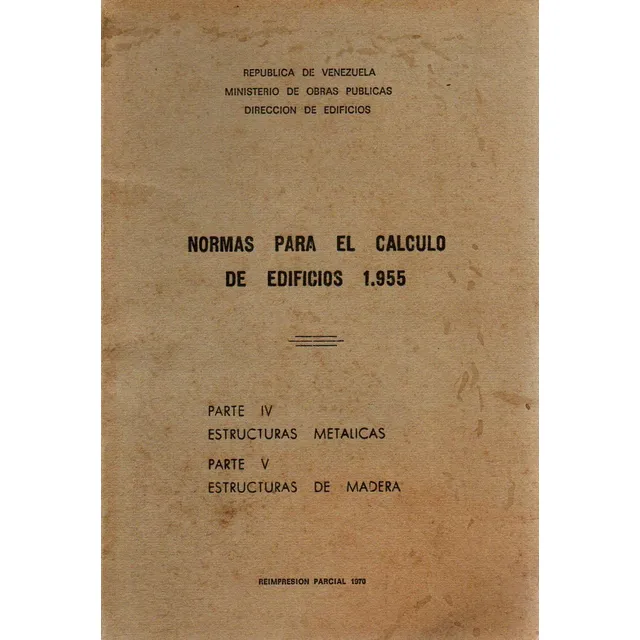 REPUBLICA DE VENEZUELA
MINISTERIO DE OBRAS PUBLICAS
DIRECCION DE EDIFICIOS
NORMAS PARA EL CALCULO
DE EDIFICIOS 1.955
PARTE IV
ESTRUCTURAS METALICAS
PARTE V
ESTRUCTURAS DE MADERA
REIMPRESION PARCIAL 1970